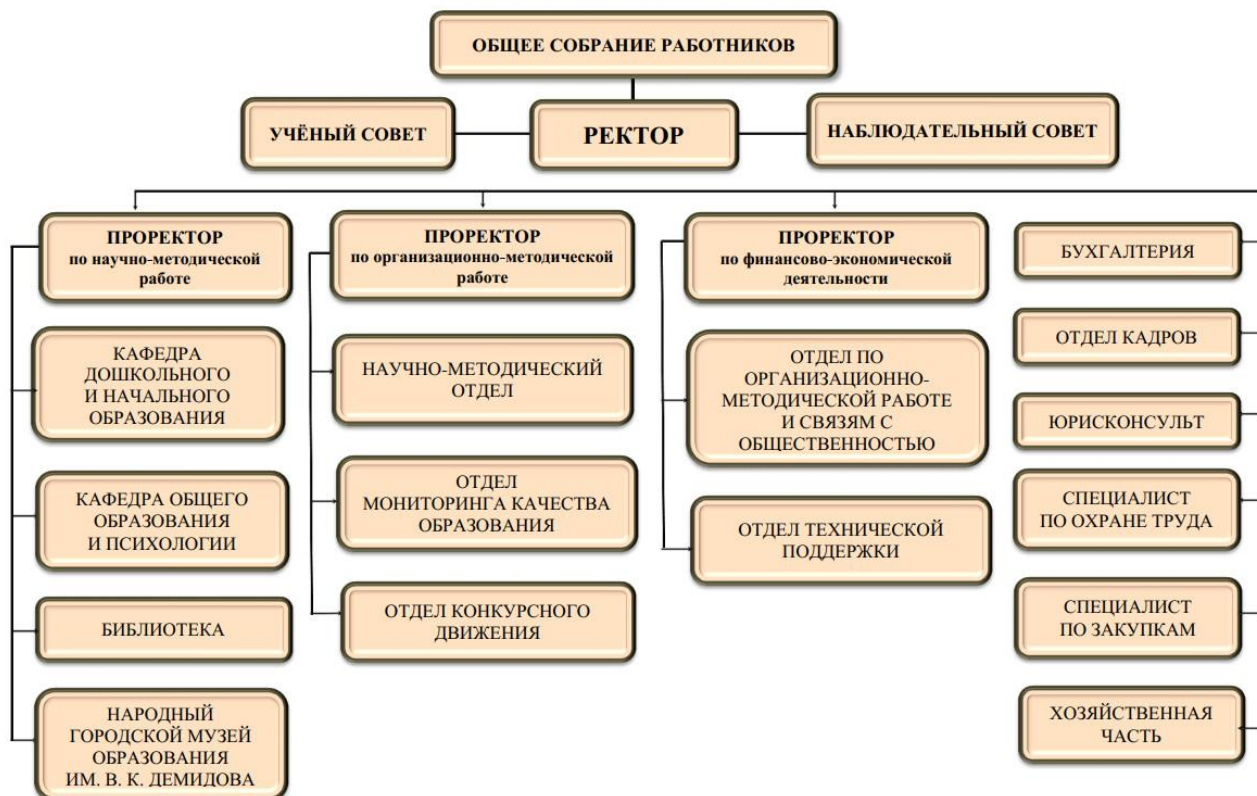 ОБЩЕЕ СОБРАНИЕ РАБОТНИКОВ
УЧЁНЫЙ СОВЕТ
РЕКТОР
НАБЛЮДАТЕЛЬНЫЙ СОВЕТ
ПРОРЕКТОР
по научно-методической
работе
КАФЕДРА
ДОШКОЛЬНОГО
И НАЧАЛЬНОГО
ОБРАЗОВАНИЯ
КАФЕДРА ОБЩЕГО
ОБРАЗОВАНИЯ
И ПСИХОЛОГИИ
БИБЛИОТЕКА
НАРОДНЫЙ
ГОРОДСКОЙ МУЗЕЙ
ОБРАЗОВАНИЯ
ИМ. В. К. ДЕМИДОВА
ПРОРЕКТОР
по организационно-методической
работе
НАУЧНО-МЕТОДИЧЕСКИЙ
ОТДЕЛ
ОТДЕЛ
МОНИТОРИНГА КАЧЕСТВА
ОБРАЗОВАНИЯ
ОТДЕЛ КОНКУРСНОГО
ДВИЖЕНИЯ
ПРОРЕКТОР
по финансово-экономической
деятельности
ОТДЕЛ ПО
ОРГАНИЗАЦИОННО-
МЕТОДИЧЕСКОЙ РАБОТЕ
И СВЯЗЯМ С
ОБЩЕСТВЕННОСТЬЮ
ОТДЕЛ ТЕХНИЧЕСКОЙ
ПОДДЕРЖКИ
БУХГАЛТЕРИЯ
ОТДЕЛ КАДРОВ
ЮРИСКОНСУЛЬТ
СПЕЦИАЛИСТ
ПО ОХРАНЕ ТРУДА
СПЕЦИАЛИСТ
ПО ЗАКУПКАМ
ХОЗЯЙСТВЕННАЯ
ЧАСТЬ